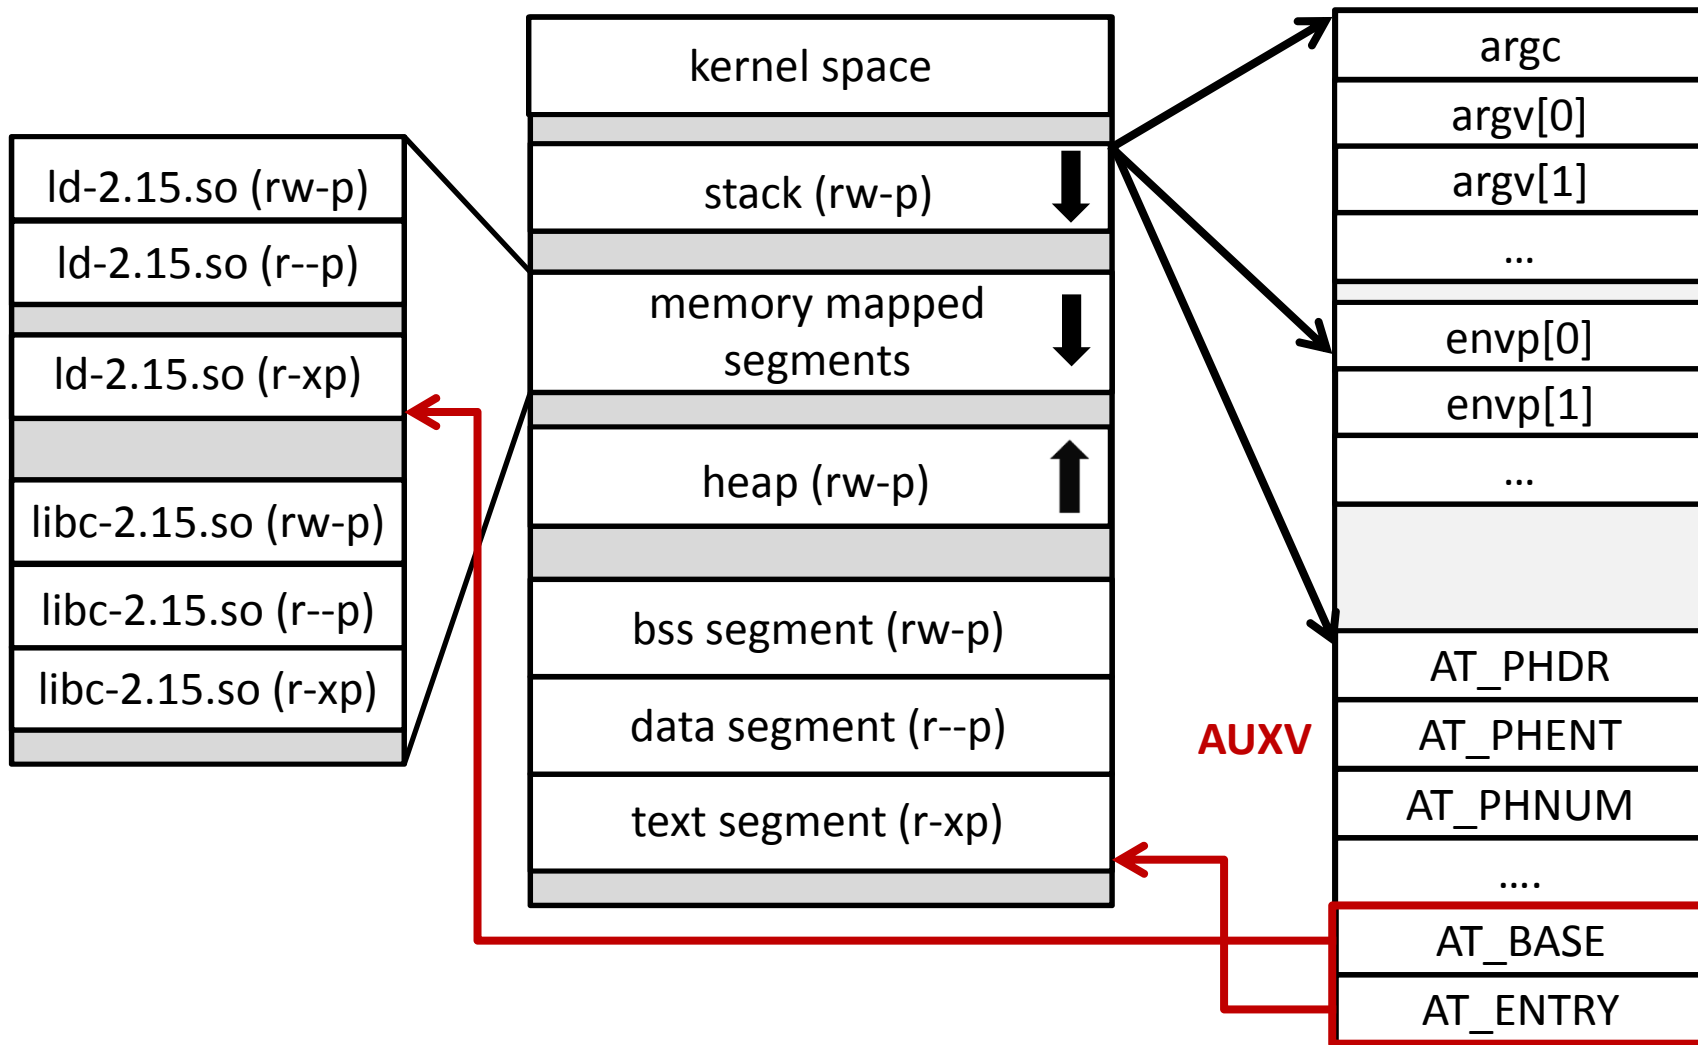 ld-2.15.so (rw-p)
ld-2.15.so (r--p)
ld-2.15.so (r-xp)
libc-2.15.so (rw-p)
libc-2.15.so (r--p)
libc-2.15.so (r-xp)
kernel space
stack (rw-p)
memory mapped
segments
heap (rw-p)
bss segment (rw-p)
data segment (r--p)
text segment (r-xp)
AUXV
argc
argv[0]
argv[1]
...
envp[0]
envp[1]
...
AT_PHDR
AT_PHENT
AT_PHNUM
....
AT_BASE
AT_ENTRY